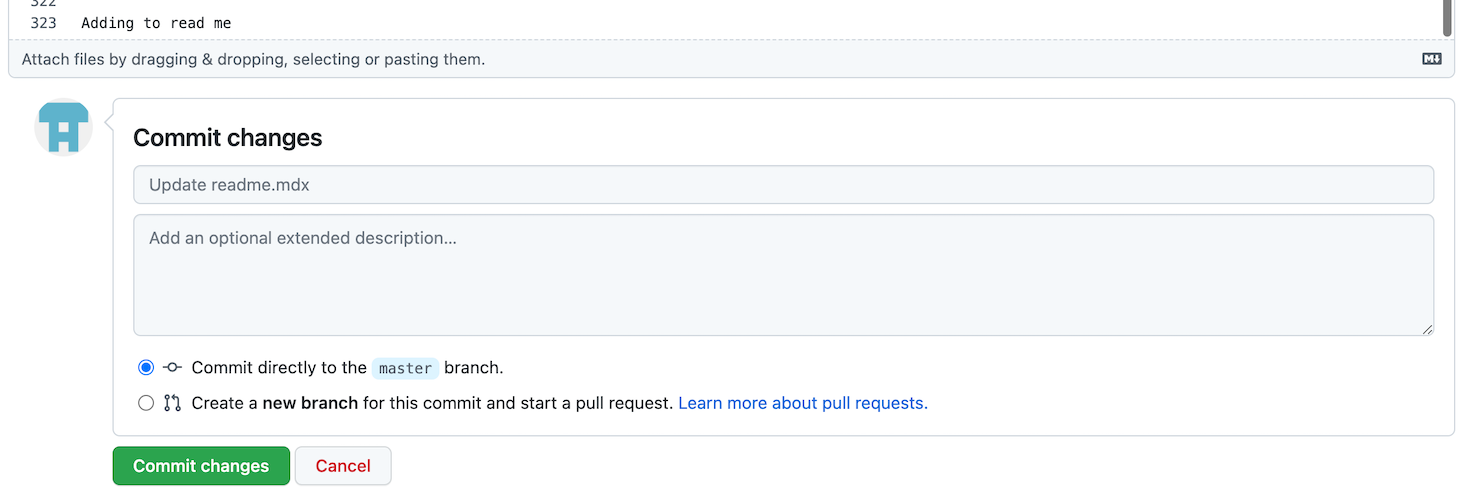 322
323 Adding to read me
Attach files by dragging & dropping, selecting or pasting them.
Commit changes
Update readme.mdx
Add an optional extended description...
Commit directly to the master branch.
Create a new branch for this commit and start a pull request. Learn more about pull requests.
Commit changes Cancel